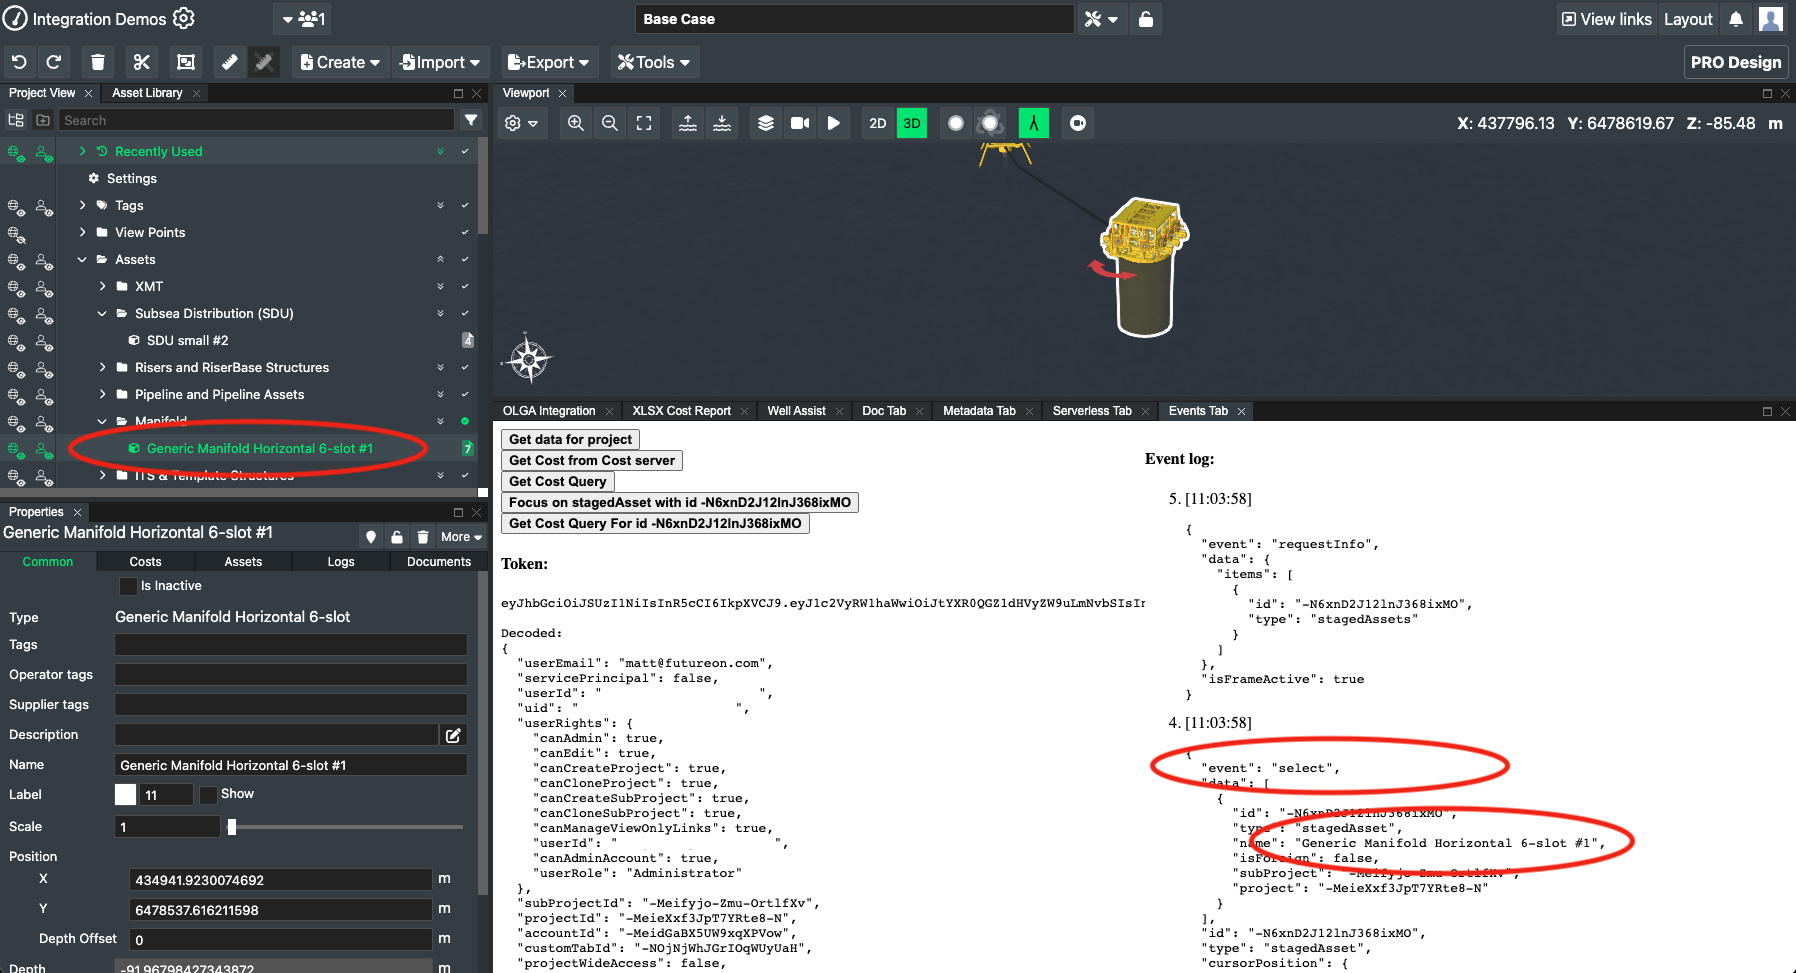 Integration Demos
1
Base Case
View links
Layout
Create
Import
Export
Tools
PRO Design
Project View
Asset Library
Search
Recently Used
Settings
Tags
View Points
Assets
XMT
Subsea Distribution (SDU)
SDU small #2
4
Risers and RiserBase Structures
Pipeline and Pipeline Assets
Manifold
Generic Manifold Horizontal 6-slot #1
7
ITS & Template Structures
Properties
Generic Manifold Horizontal 6-slot #1
More
Common
Costs
Assets
Logs
Documents
Is Inactive
Type
Generic Manifold Horizontal 6-slot
Tags
Operator tags
Supplier tags
Description
Name
Generic Manifold Horizontal 6-slot #1
Label
11
Show
Scale
1
Position
X
434941.9230074692
m
Y
6478537.616211598
m
Depth Offset
0
m
Depth
-91.96798427343872
m
Viewport
2D
3D
X: 437796.13 Y: 6478619.67 Z: -85.48 m
OLGA Integration
XLSX Cost Report
Well Assist
Doc Tab
Metadata Tab
Serverless Tab
Events Tab
Get data for project
Get Cost from Cost server
Get Cost Query
Focus on stagedAsset with id -N6xnD2J12lnJ368ixMO
Get Cost Query For id -N6xnD2J12lnJ368ixMO
Token:
eyJhbGciOiJSUzI1NiIsInR5cCI6IkpXVCJ9.eyJ1c2VyRW1haWwiOiJtYXR0QGZ1dHVyZW9uLmNvbSIsIn
Decoded:
{
"userEmail": "matt@futureon.com",
"servicePrincipal": false,
"userId": " ",
"uid": " ",
"userRights": {
"canAdmin": true,
"canEdit": true,
"canCreateProject": true,
"canCloneProject": true,
"canCreateSubProject": true,
"canCloneSubProject": true,
"canManageViewOnlyLinks": true,
"userId": " ",
"canAdminAccount": true,
"userRole": "Administrator"
},
"subProjectId": "-Meifyjo-Zmu-OrtlfXv",
"projectId": "-MeieXxf3JpT7YRte8-N",
"accountId": "-MeidGaBX5UW9xqXPVow",
"customTabId": "-NOjNjWhJGrIOqWUyUaH",
"projectWideAccess": false,
Event log:
5. [11:03:58]
{
"event": "requestInfo",
"data": {
"items": [
{
"id": "-N6xnD2J12lnJ368ixMO",
"type": "stagedAssets"
}
]
},
"isFrameActive": true
}
4. [11:03:58]
{
"event": "select",
"data": [
{
"id": "-N6xnD2J12lnJ368ixMO",
"type": "stagedAsset",
"name": "Generic Manifold Horizontal 6-slot #1",
"isForeign": false,
"subProject": "-Meifyjo-Zmu-OrtlfXv",
"project": "-MeieXxf3JpT7YRte8-N"
}
],
"id": "-N6xnD2J12lnJ368ixMO",
"type": "stagedAsset",
"cursorPosition": {